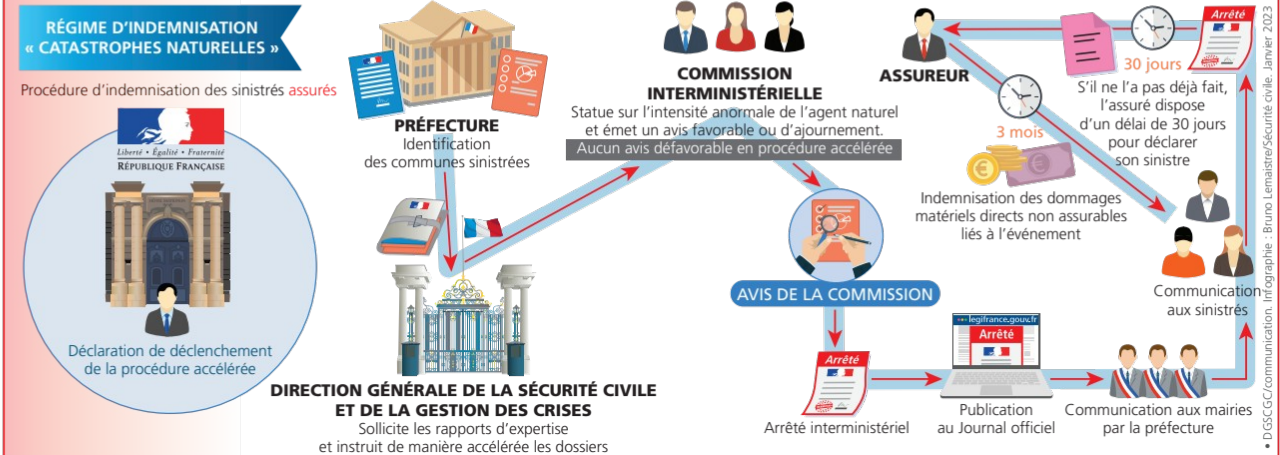 RÉGIME D'INDEMNISATION
« CATASTROPHES NATURELLES »
Procédure d'indemnisation des sinistrés assurés
Liberté • Égalité • Fraternité
RÉPUBLIQUE FRANÇAISE
Déclaration de déclenchement
de la procédure accélérée
PRÉFECTURE
Identification
des communes sinistrées
DIRECTION GÉNÉRALE DE LA SÉCURITÉ CIVILE
ET DE LA GESTION DES CRISES
Sollicite les rapports d'expertise
et instruit de manière accélérée les dossiers
COMMISSION
INTERMINISTÉRIELLE
Statue sur l'intensité anormale de l'agent naturel
et émet un avis favorable ou d'ajournement.
Aucun avis défavorable en procédure accélérée
AVIS DE LA COMMISSION
Arrêté
Arrêté interministériel
legifrance.gouv.fr
Arrêté
Publication
au Journal officiel
Communication aux mairies
par la préfecture
Communication
aux sinistrés
Arrêté
30 jours
S'il ne l'a pas déjà fait,
l'assuré dispose
d'un délai de 30 jours
pour déclarer
son sinistre
ASSUREUR
3 mois
Indemnisation des dommages
matériels directs non assurables
liés à l'événement
• DGSCGC/communication. Infographie : Bruno Lemaistre/Sécurité civile. Janvier 2023